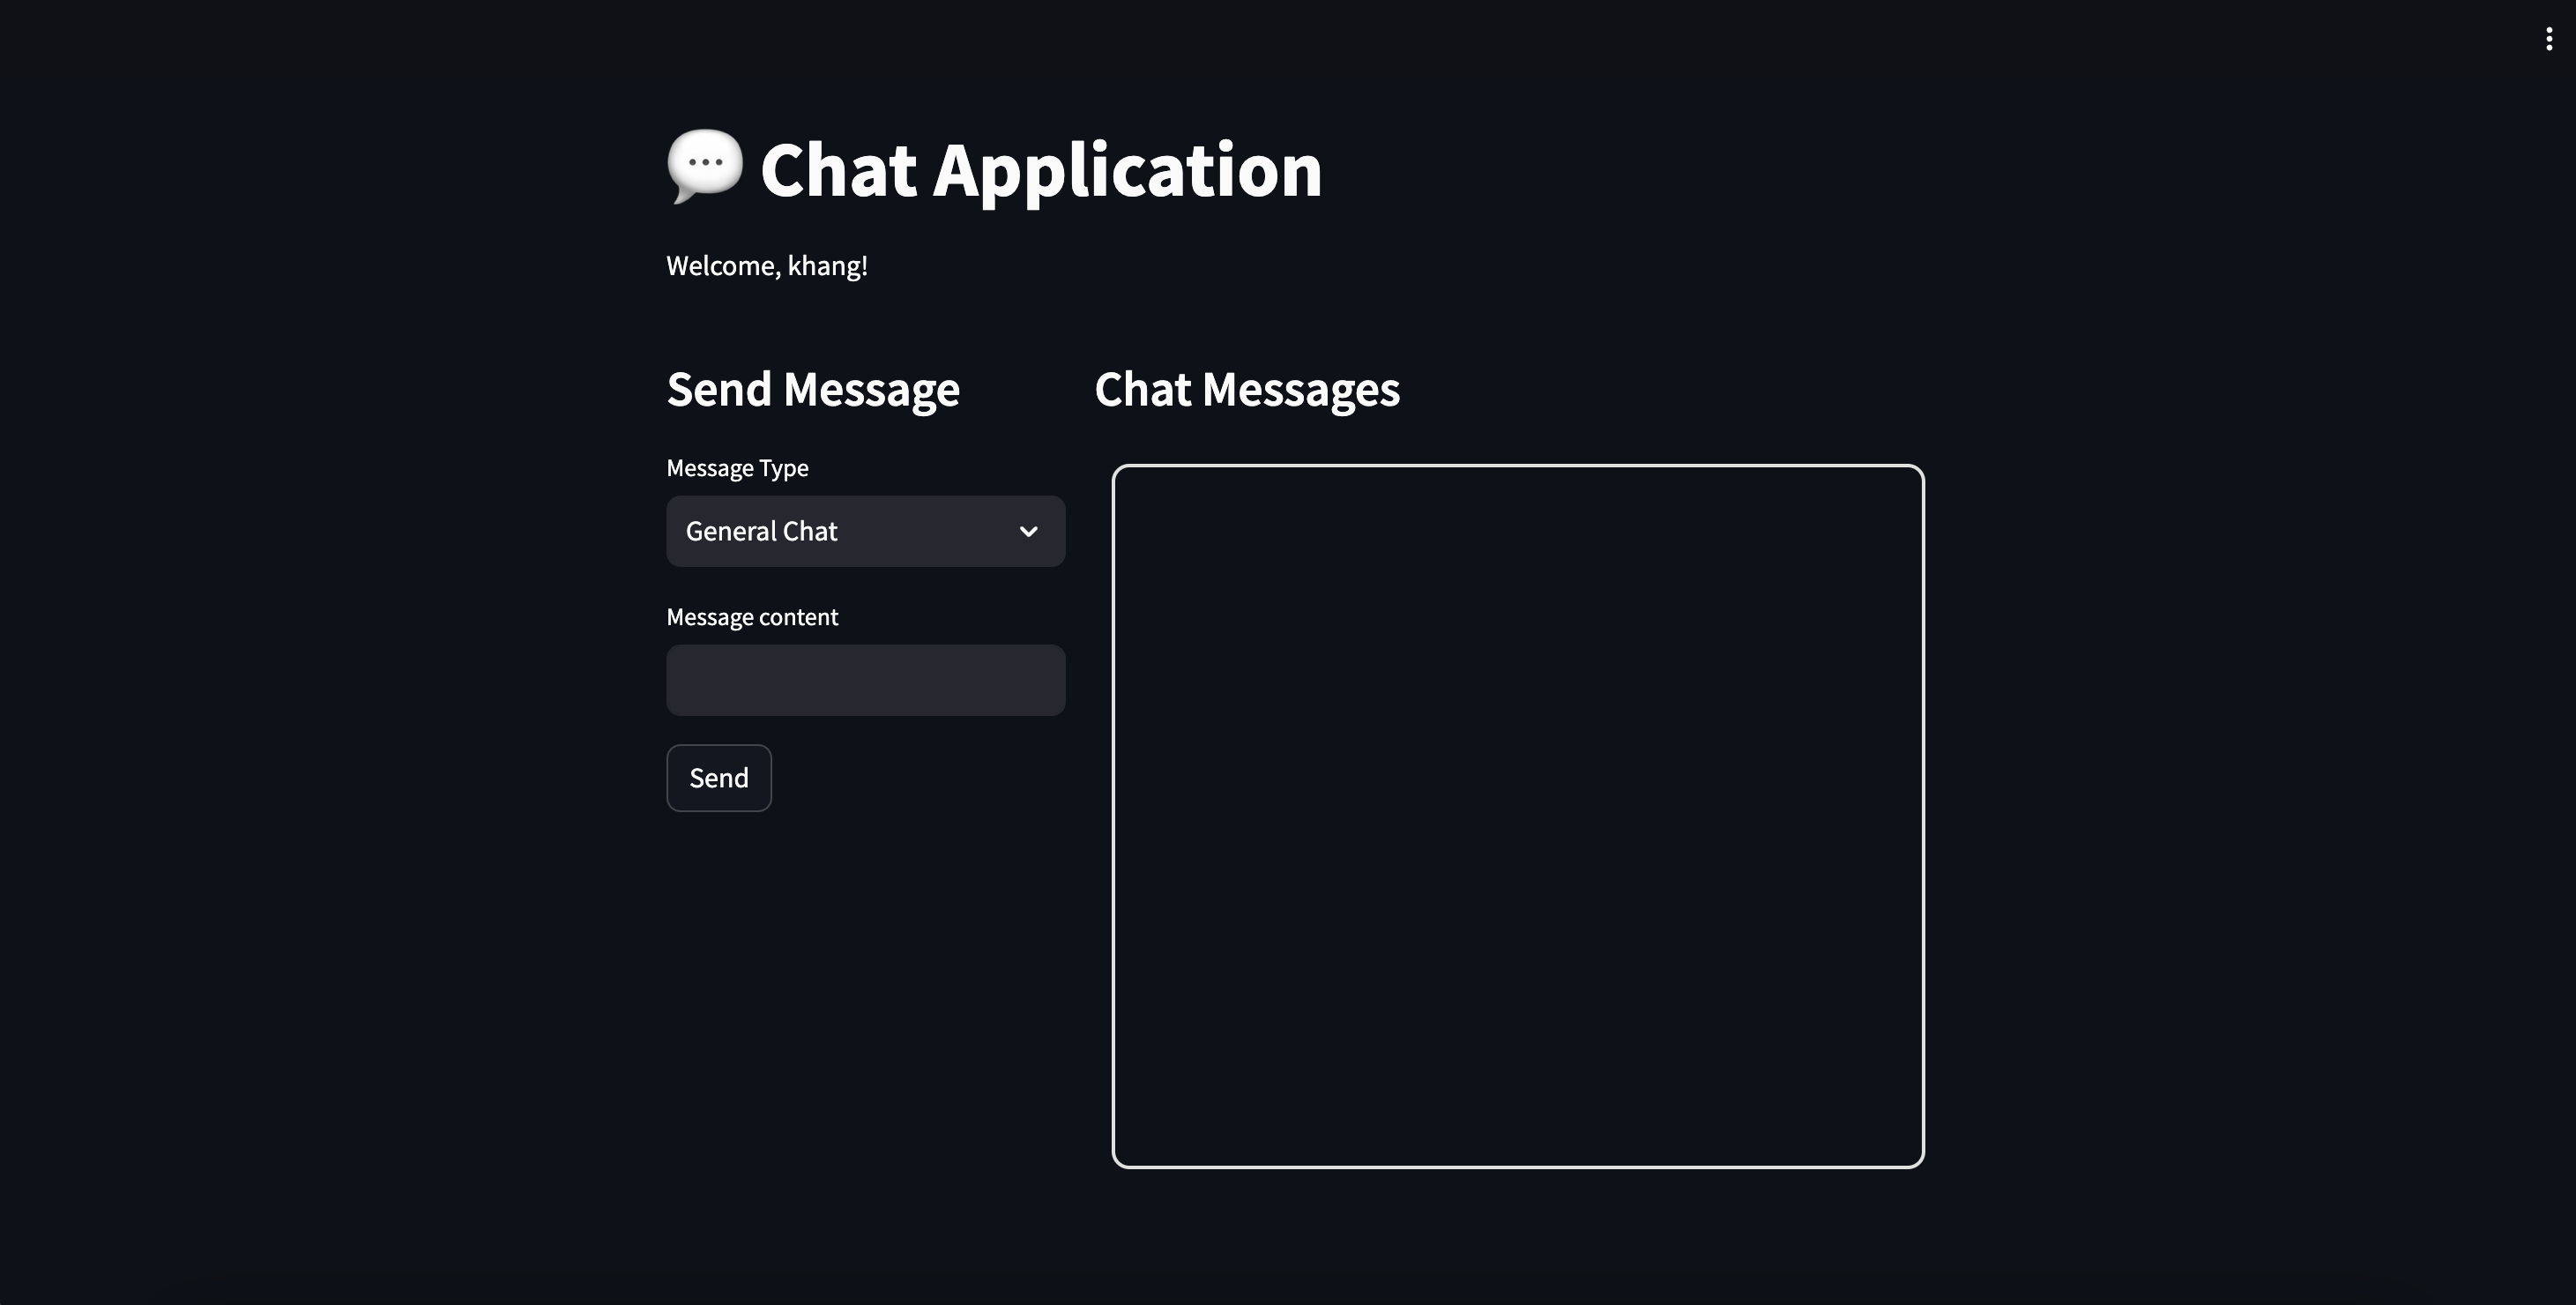 💬 Chat Application
Welcome, khang!
Send Message
Message Type
General Chat
Message content
Send
Chat Messages